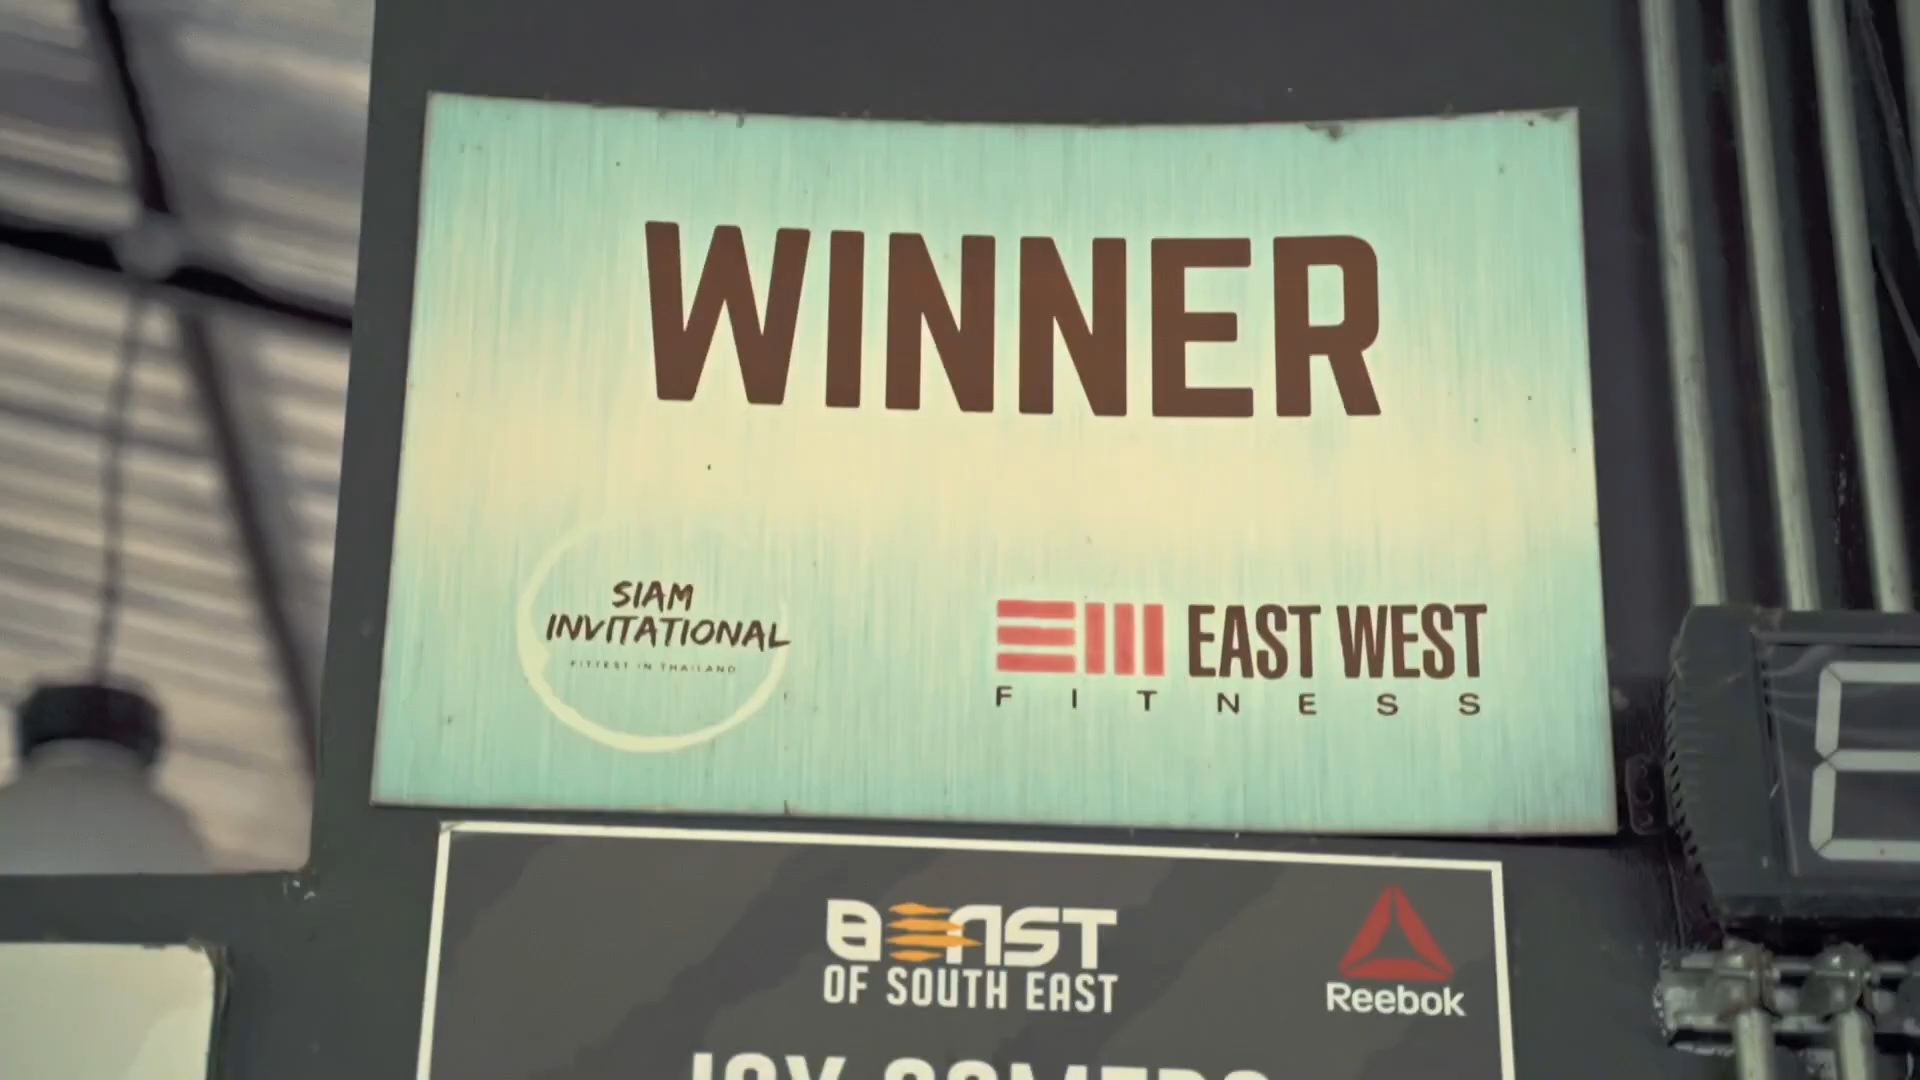 WINNER
SIAM
INVITATIONAL
FITTEST IN THAILAND
EAST WEST
FITNESS
BEAST
OF SOUTH EAST
Reebok